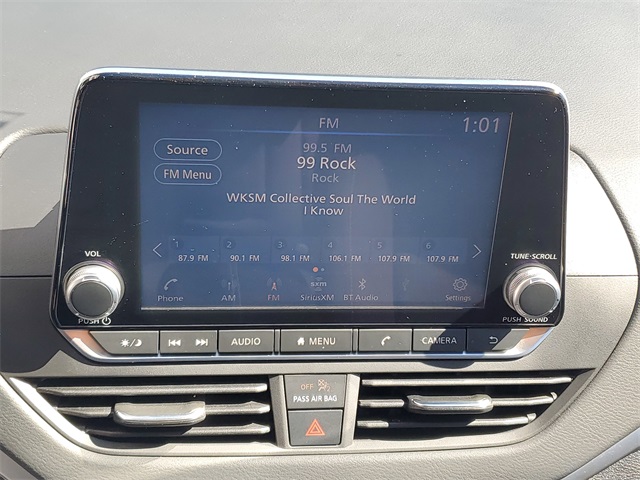 FM
1:01
Source
99.5 FM
99 Rock
FM Menu
Rock
WKSM Collective Soul The World
I Know
1 2 3 4 5 6
87.9 FM 90.1 FM 98.1 FM 106.1 FM 107.9 FM 107.9 FM
sxm
Phone AM FM SiriusXM BT Audio Settings
VOL
TUNE·SCROLL
PUSH
PUSH SOUND
AUDIO MENU CAMERA
OFF
PASS AIR BAG